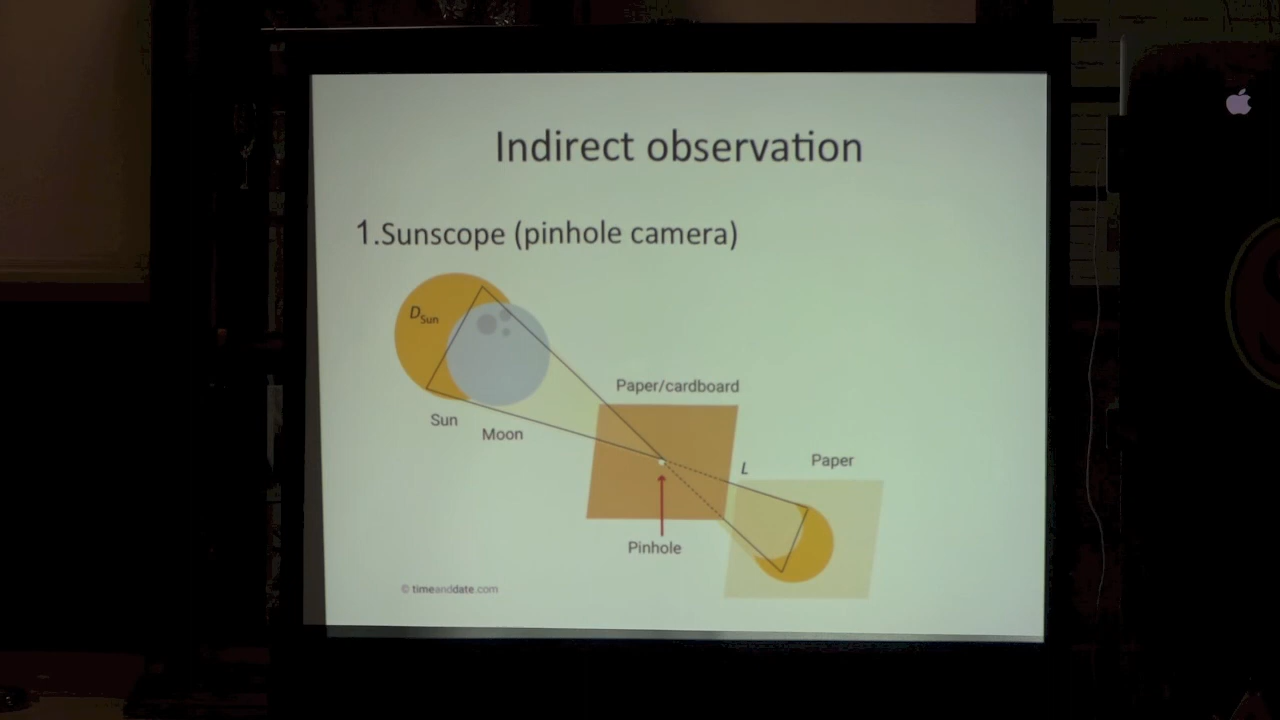 Indirect observation
1.Sunscope (pinhole camera)
DSun
Sun
Moon
Paper/cardboard
L
Paper
Pinhole
© timeanddate.com